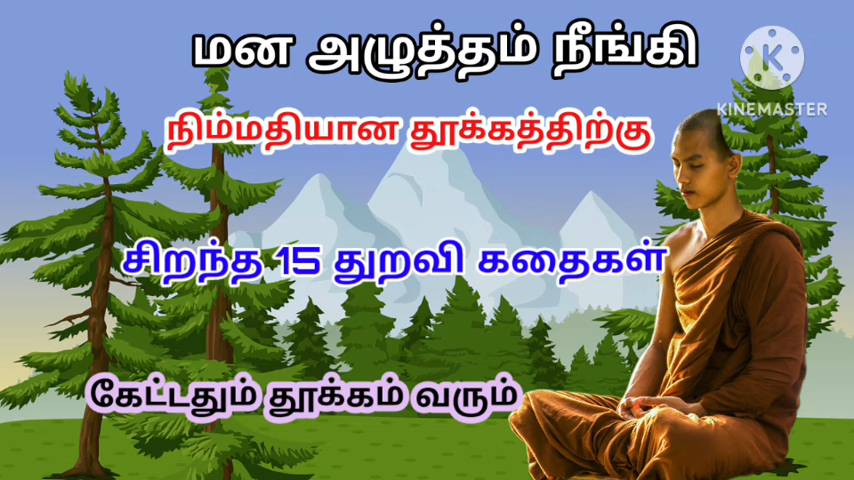 மன அழுத்தம் நீங்கி
K
KINEMASTER
நிம்மதியான தூக்கத்திற்கு
சிறந்த 15 துறவி கதைகள்
கேட்டதும் தூக்கம் வரும்